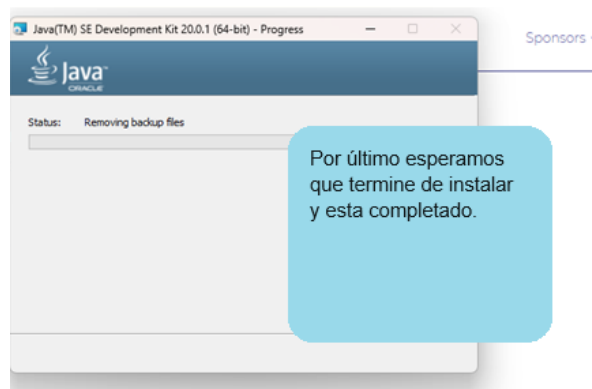 Java(TM) SE Development Kit 20.0.1 (64-bit) - Progress
Sponsors
Java
ORACLE
Status: Removing backup files
Por último esperamos
que termine de instalar
y esta completado.